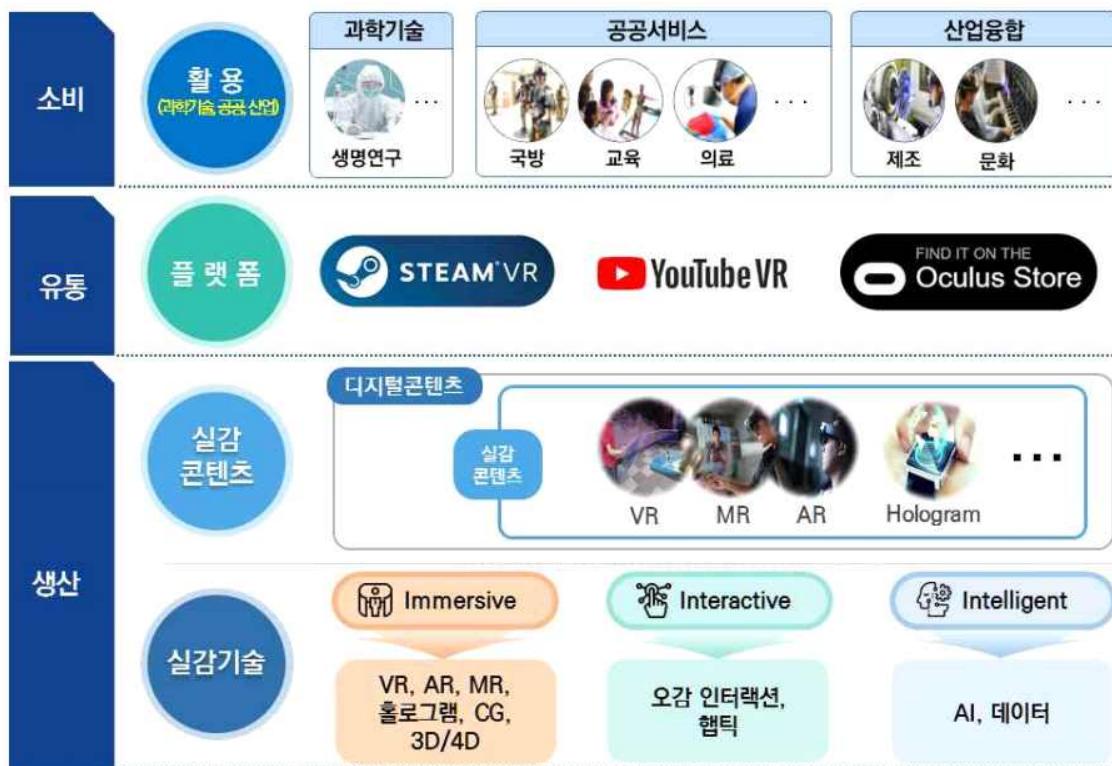 소비
활 용
(과학기술, 공공, 산업)
과학기술
생명연구
...
공공서비스
국방
교육
의료
...
산업융합
제조
문화
...
유통
플 랫 폼
STEAM®VR
YouTube VR
FIND IT ON THE
Oculus Store
생산
실감
콘텐츠
디지털콘텐츠
실감
콘텐츠
VR
MR
AR
Hologram
...
실감기술
Immersive
VR, AR, MR,
홀로그램, CG,
3D/4D
Interactive
오감 인터랙션,
햅틱
Intelligent
AI, 데이터